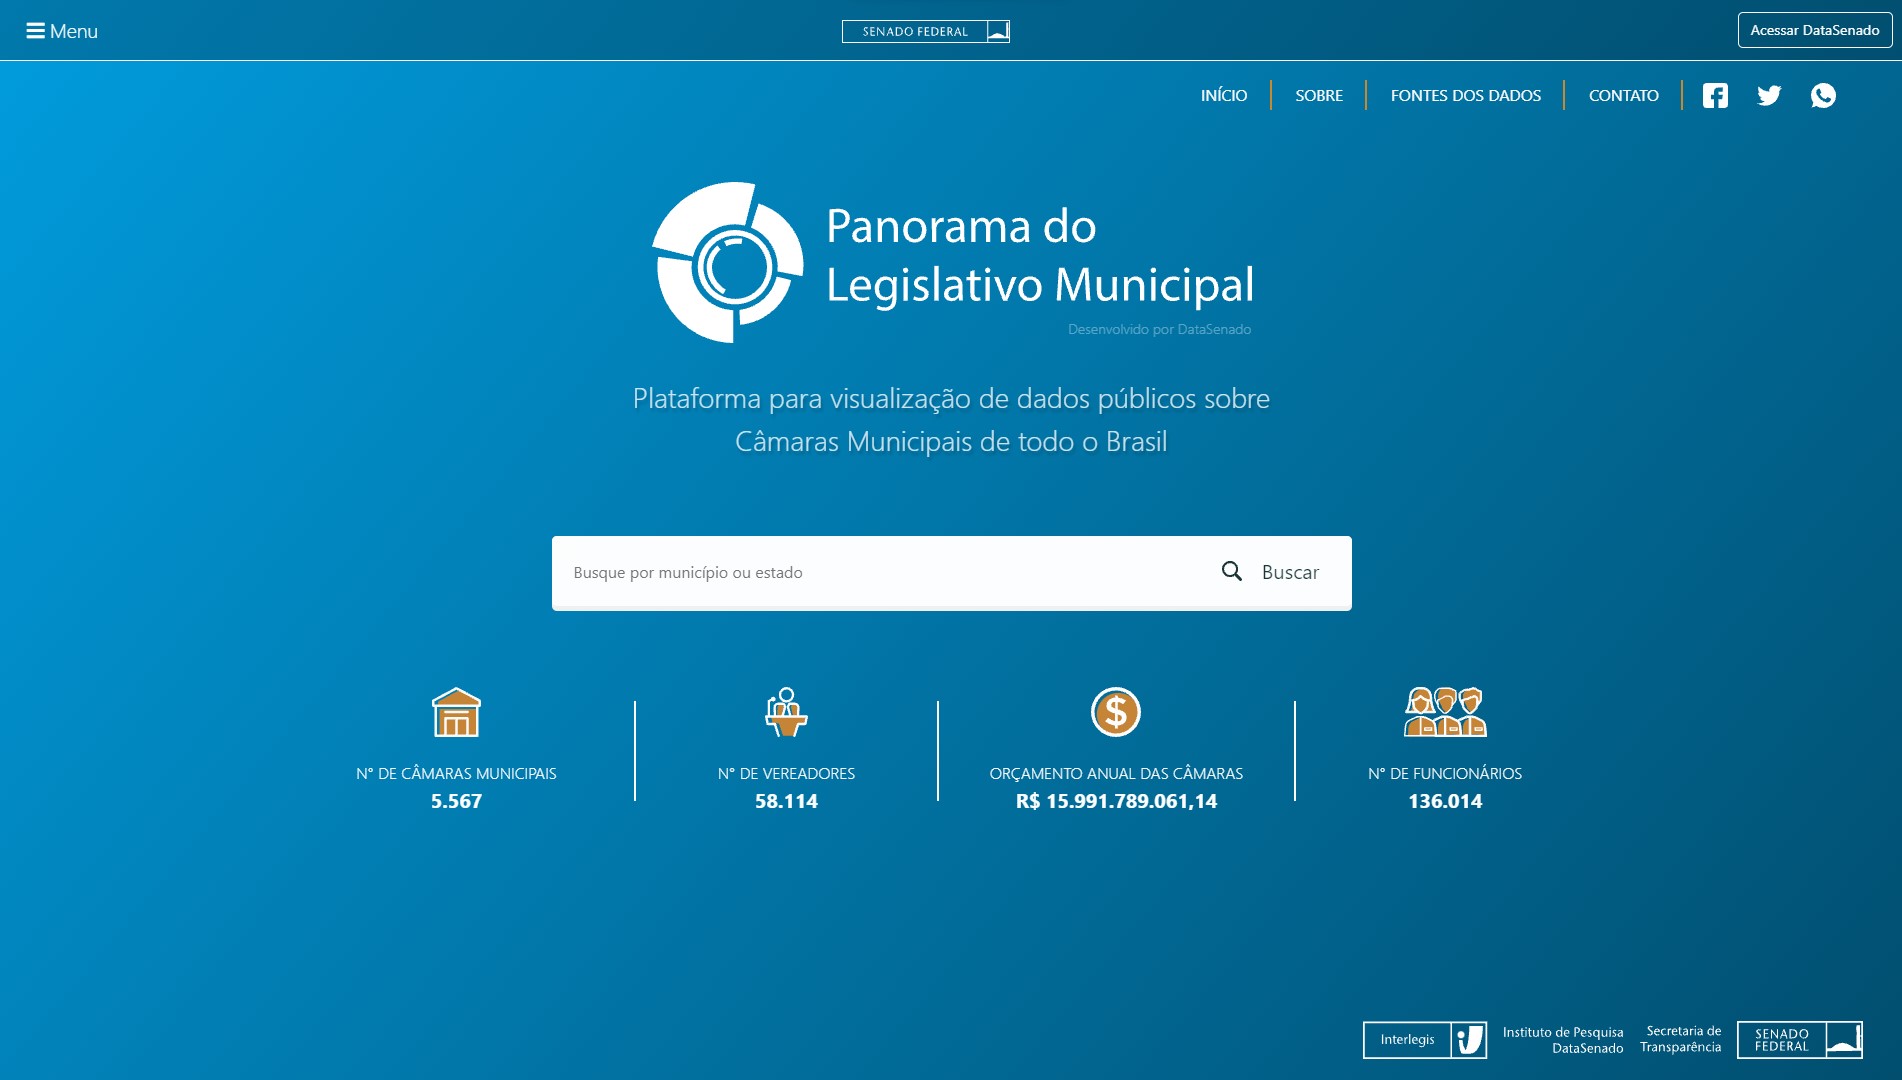 Menu
SENADO FEDERAL
Acessar DataSenado
INÍCIO
SOBRE
FONTES DOS DADOS
CONTATO
Panorama do
Legislativo Municipal
Desenvolvido por DataSenado
Plataforma para visualização de dados públicos sobre
Câmaras Municipais de todo o Brasil
Busque por município ou estado
Buscar
N° DE CÂMARAS MUNICIPAIS
5.567
N° DE VEREADORES
58.114
ORÇAMENTO ANUAL DAS CÂMARAS
R$ 15.991.789.061,14
N° DE FUNCIONÁRIOS
136.014
Interlegis
Instituto de Pesquisa
DataSenado
Secretaria de
Transparência
SENADO
FEDERAL